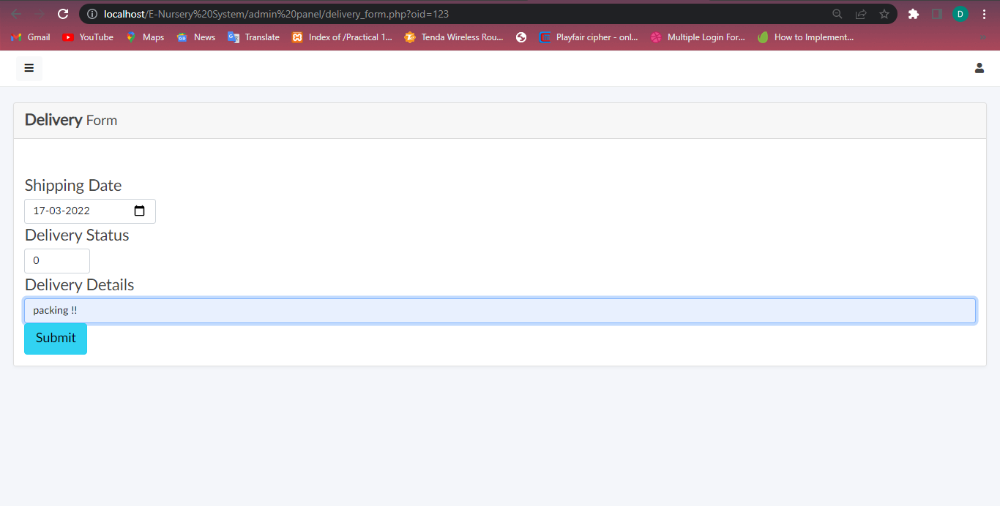 localhost/E-Nursery%20System/admin%20panel/delivery_form.php?oid=123
D
Gmail YouTube Maps News Translate Index of /Practical 1... Tenda Wireless Rou... Playfair cipher - onl... Multiple Login For... How to Implement...
Delivery Form
Shipping Date
17-03-2022
Delivery Status
0
Delivery Details
packing !!
Submit